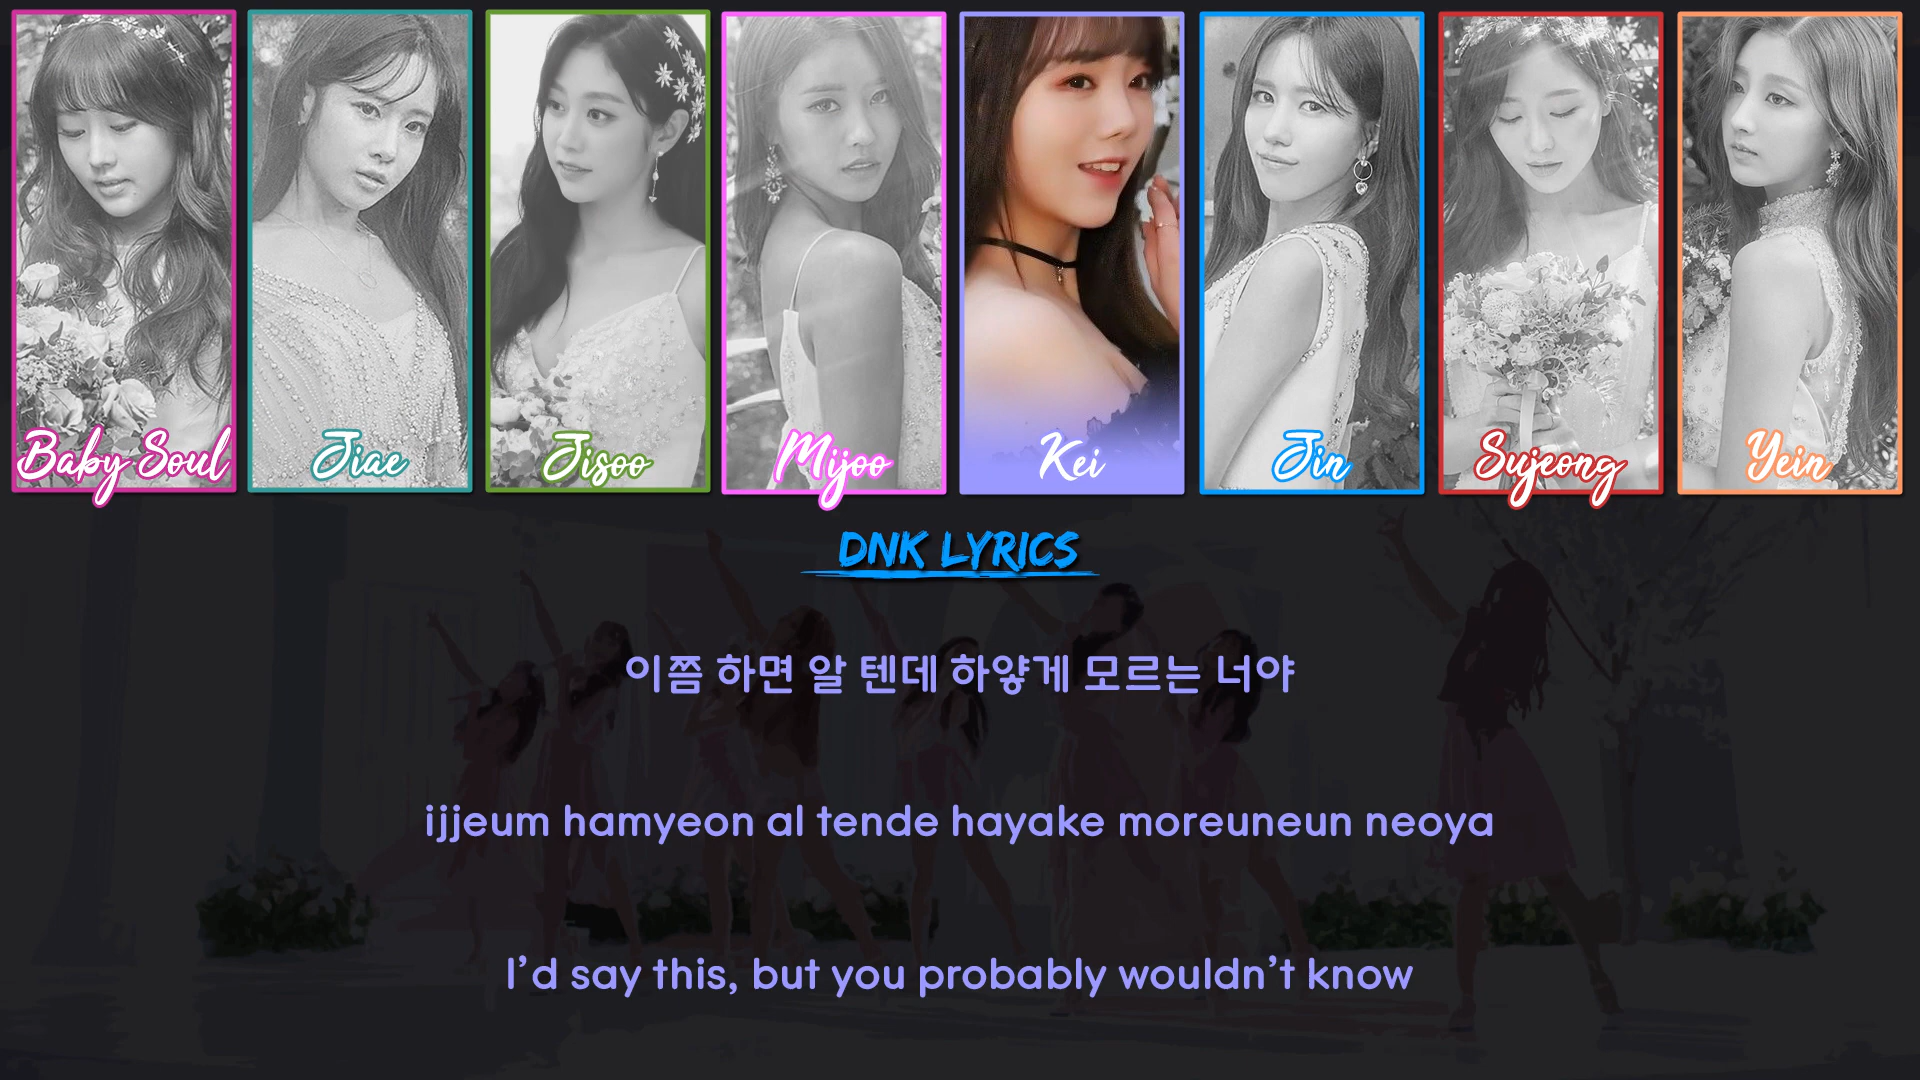 Baby Soul
Jiae
Jisoo
Mijoo
Kei
Jin
Sujeong
Yein
DNK LYRICS
이쯤 하면 알 텐데 하얗게 모르는 너야
ijjeum hamyeon al tende hayake moreuneun neoya
I’d say this, but you probably wouldn’t know